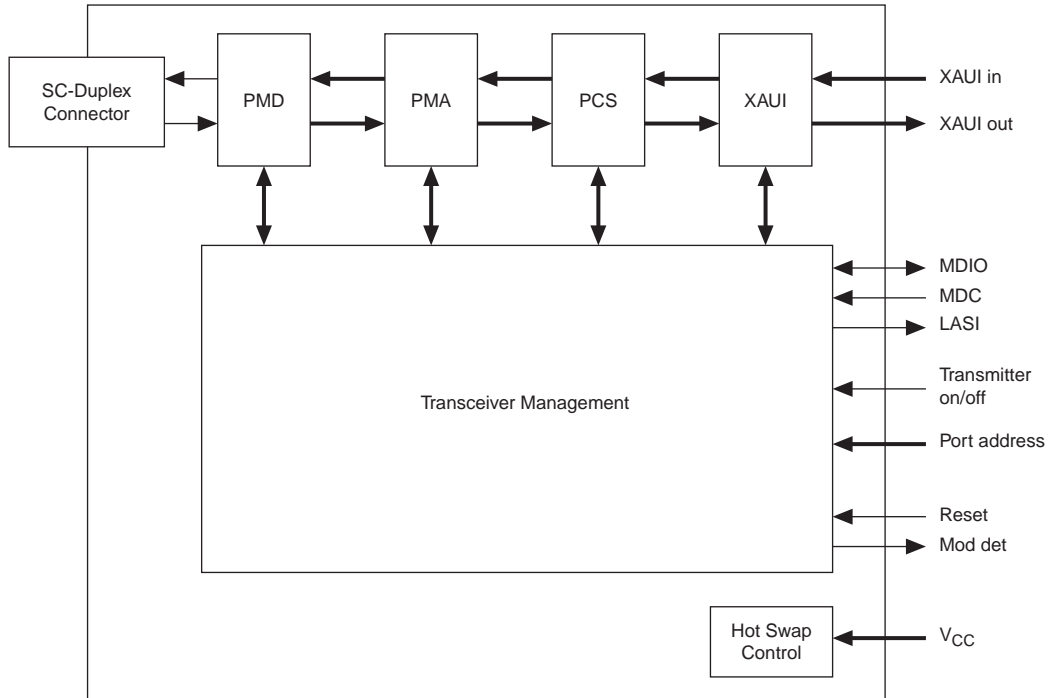 SC-Duplex
Connector
PMD
PMA
PCS
XAUI
XAUI in
XAUI out
MDIO
MDC
LASI
Transceiver Management
Transmitter
on/off
Port address
Reset
Mod det
Hot Swap
Control
VCC